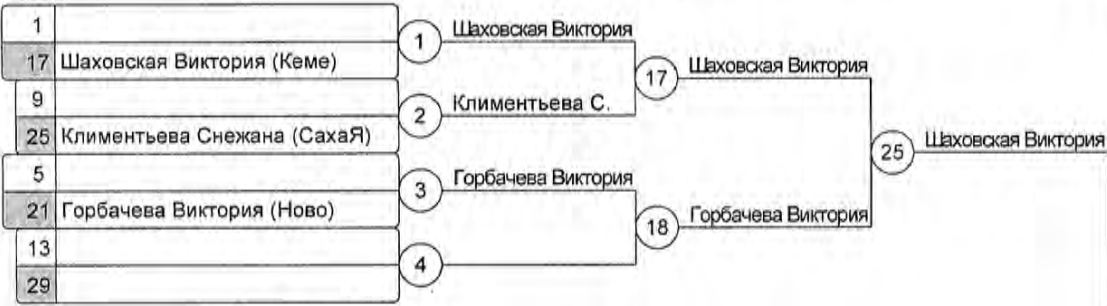 1
17 Шаховская Виктория (Кеме)
1 Шаховская Виктория
9
25 Климентьева Снежана (СахаЯ)
2 Климентьева С.
17 Шаховская Виктория
5
21 Горбачева Виктория (Ново)
3 Горбачева Виктория
13
29
4
18 Горбачева Виктория
25 Шаховская Виктория